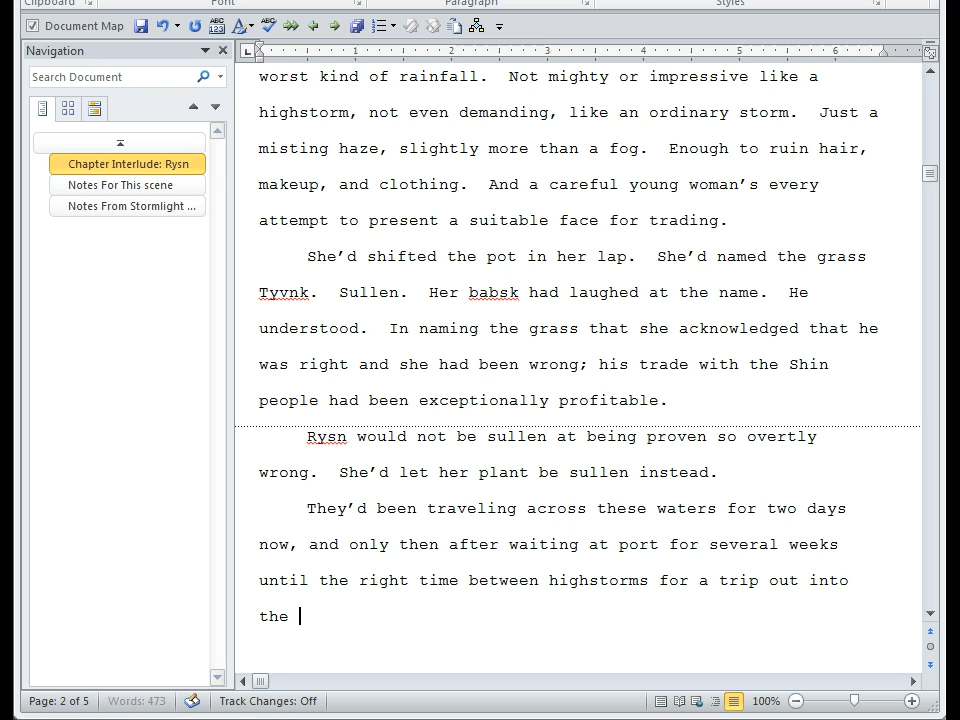 Clipboard Font Paragraph Styles
Document Map
Navigation
Search Document
Chapter Interlude: Rysn
Notes For This scene
Notes From Stormlight ...
1 2 3 4 5 6
worst kind of rainfall.  Not mighty or impressive like a
highstorm, not even demanding, like an ordinary storm.  Just a
misting haze, slightly more than a fog.  Enough to ruin hair,
makeup, and clothing.  And a careful young woman’s every
attempt to present a suitable face for trading.
She’d shifted the pot in her lap.  She’d named the grass
Tyvnk.  Sullen.  Her babsk had laughed at the name.  He
understood.  In naming the grass that she acknowledged that he
was right and she had been wrong; his trade with the Shin
people had been exceptionally profitable.
Rysn would not be sullen at being proven so overtly
wrong.  She’d let her plant be sullen instead.
They’d been traveling across these waters for two days
now, and only then after waiting at port for several weeks
until the right time between highstorms for a trip out into
the
Page: 2 of 5 Words: 473 Track Changes: Off 100%